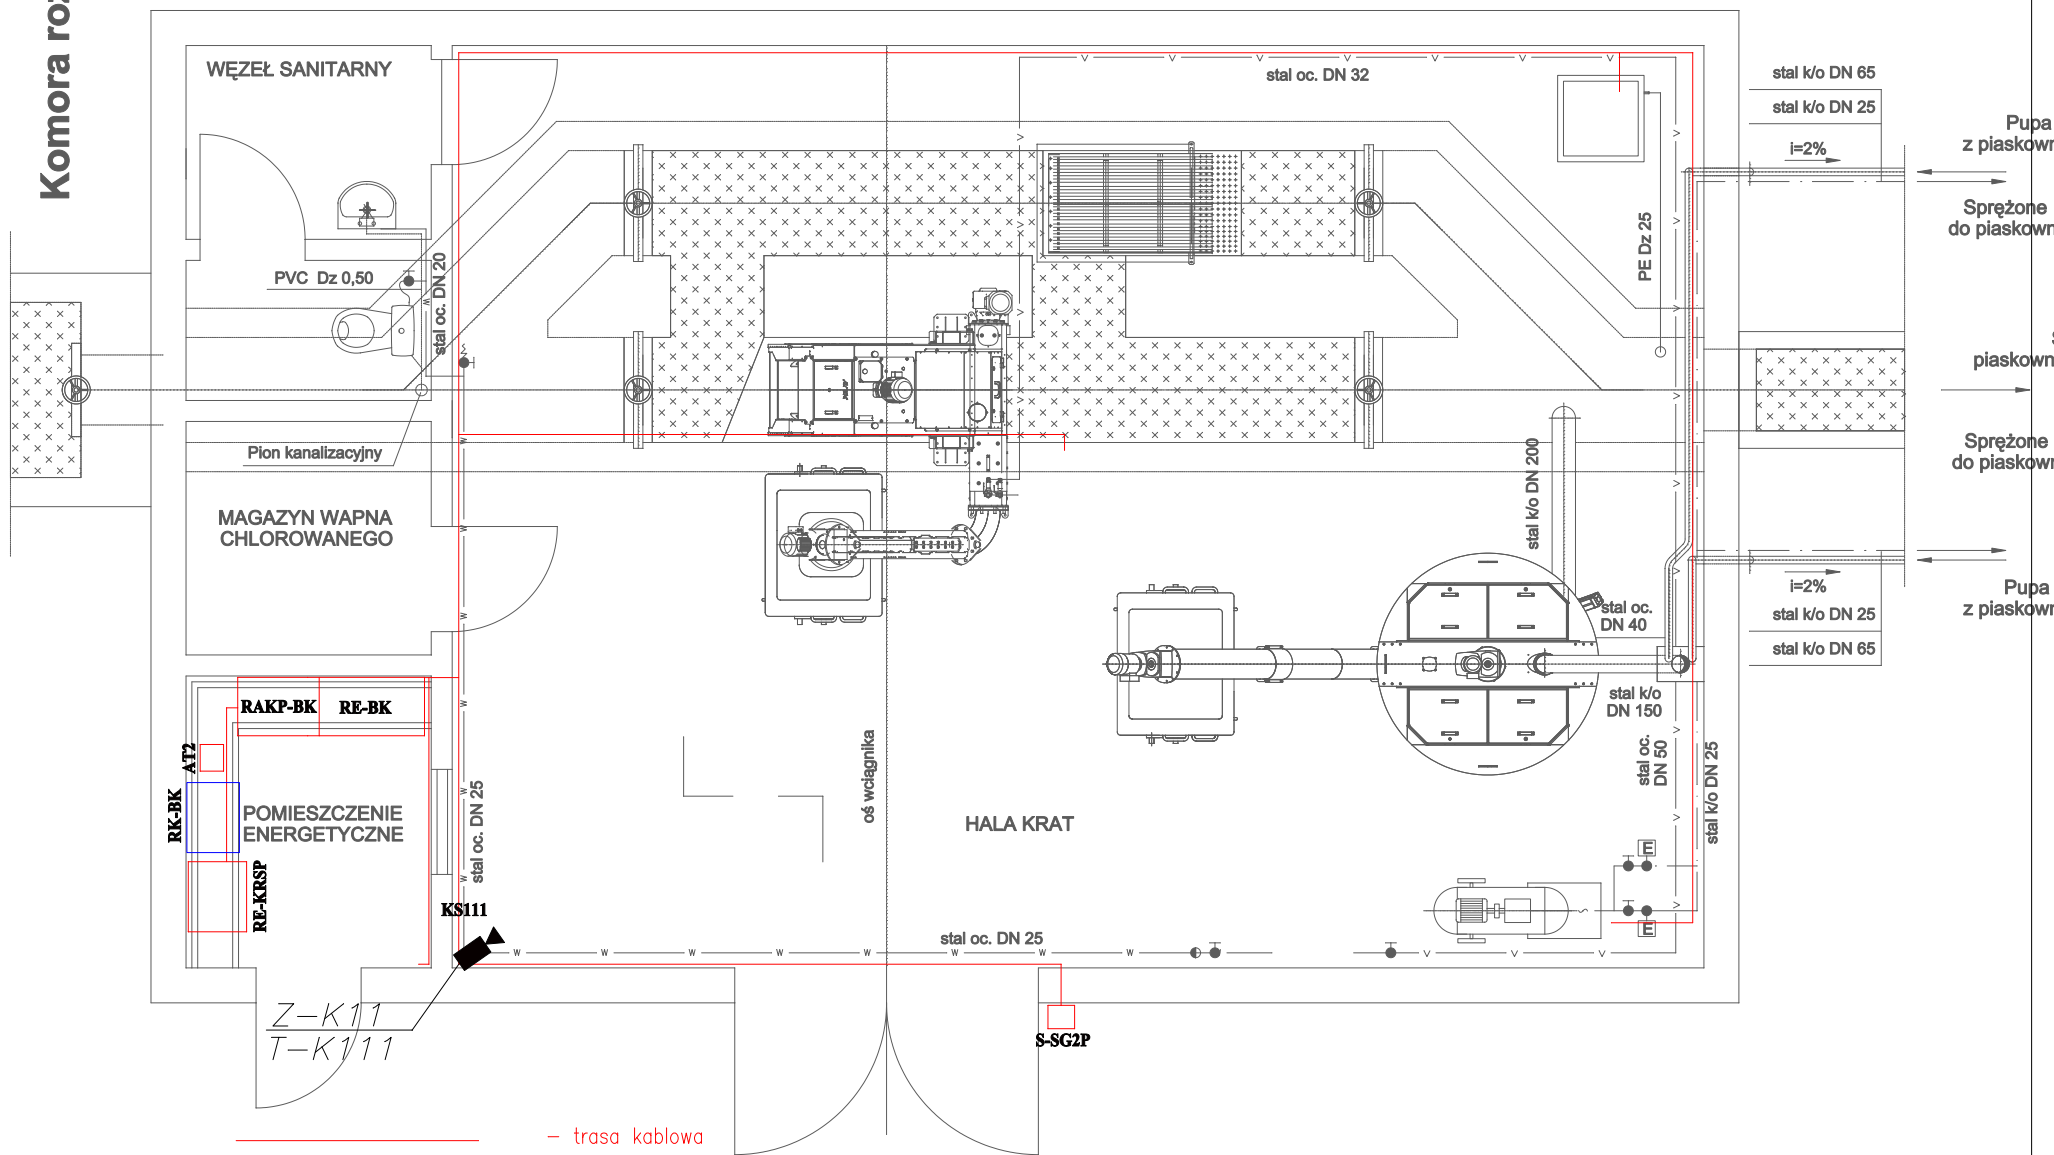 Komora
WĘZEŁ SANITARNY
stal oc. DN 32
stal k/o DN 65
stal k/o DN 25
i=2%
Pupa
z piaskown
Sprężone
do piaskown
PE Dz 25
PVC Dz 0,50
stal oc. DN 20
piaskown
Pion kanalizacyjny
Sprężone
do piaskown
MAGAZYN WAPNA
CHLOROWANEGO
stal k/o DN 200
i=2%
stal k/o DN 25
stal k/o DN 65
Pupa
z piaskown
stal oc.
DN 40
stal k/o
DN 150
RAKP-BK
RE-BK
AT2
RK-BK
RE-KRSP
POMIESZCZENIE
ENERGETYCZNE
stal oc. DN 25
oś wciągnika
HALA KRAT
stal oc.
DN 50
stal k/o DN 25
E
E
KS111
stal oc. DN 25
Z-K11
T-K111
S-SG2P
- trasa kablowa